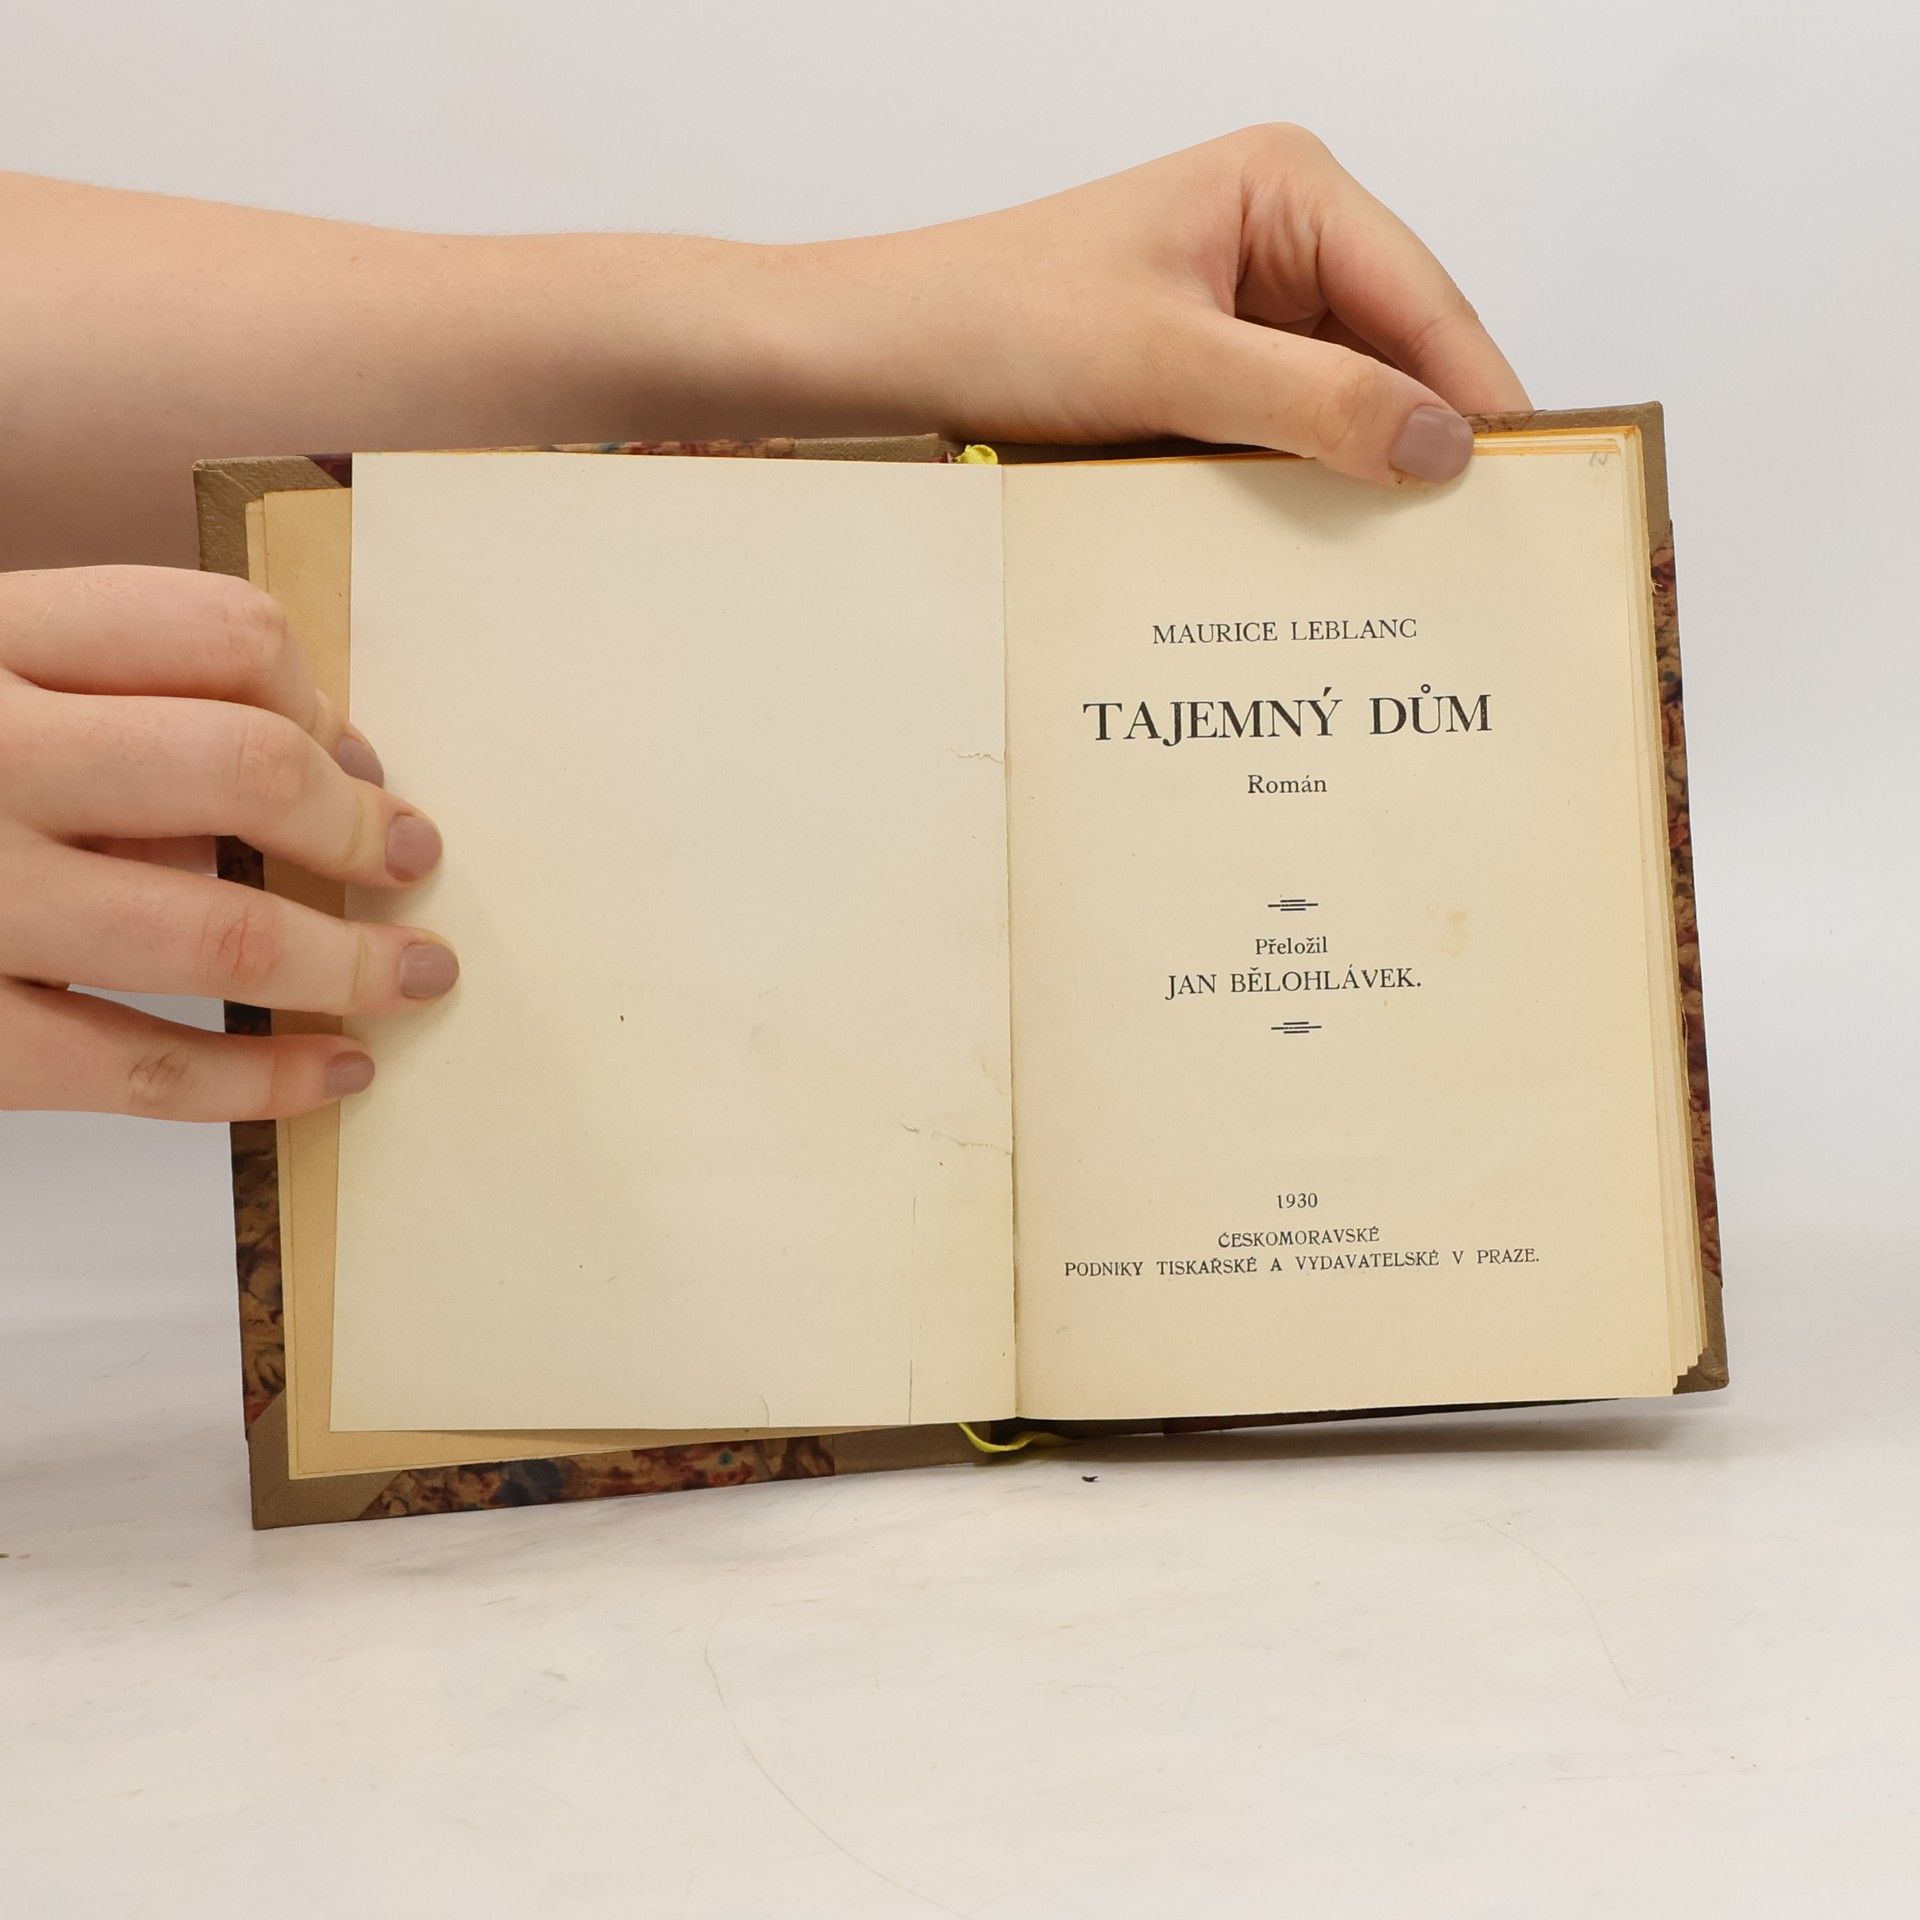 MAURICE LEBLANC
TAJEMNÝ DŮM
Román
Přeložil
JAN BĚLOHLÁVEK.
1930
ČESKOMORAVSKÉ
PODNIKY TISKAŘSKÉ A VYDAVATELSKÉ V PRAZE.